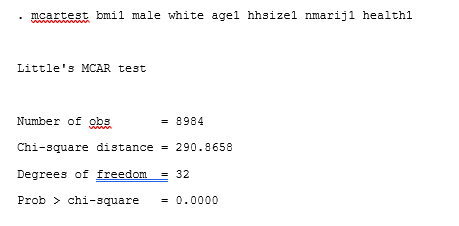 . mcartest bmi1 male white age1 hhsize1 nmarij1 health1
Little's MCAR test
Number of obs = 8984
Chi-square distance = 290.8658
Degrees of freedom = 32
Prob > chi-square = 0.0000